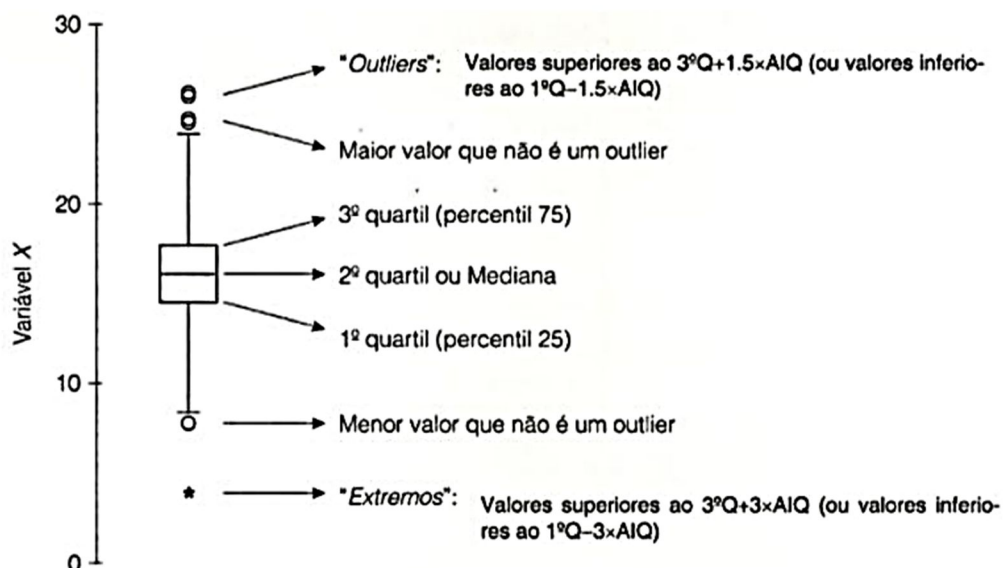 30
"Outliers": Valores superiores ao 3ºQ+1.5×AIQ (ou valores inferio-
res ao 1ºQ–1.5×AIQ)
Maior valor que não é um outlier
20
3º quartil (percentil 75)
Variável X
2º quartil ou Mediana
1º quartil (percentil 25)
10
Menor valor que não é um outlier
"Extremos": Valores superiores ao 3ºQ+3×AIQ (ou valores inferio-
res ao 1ºQ–3×AIQ)
0